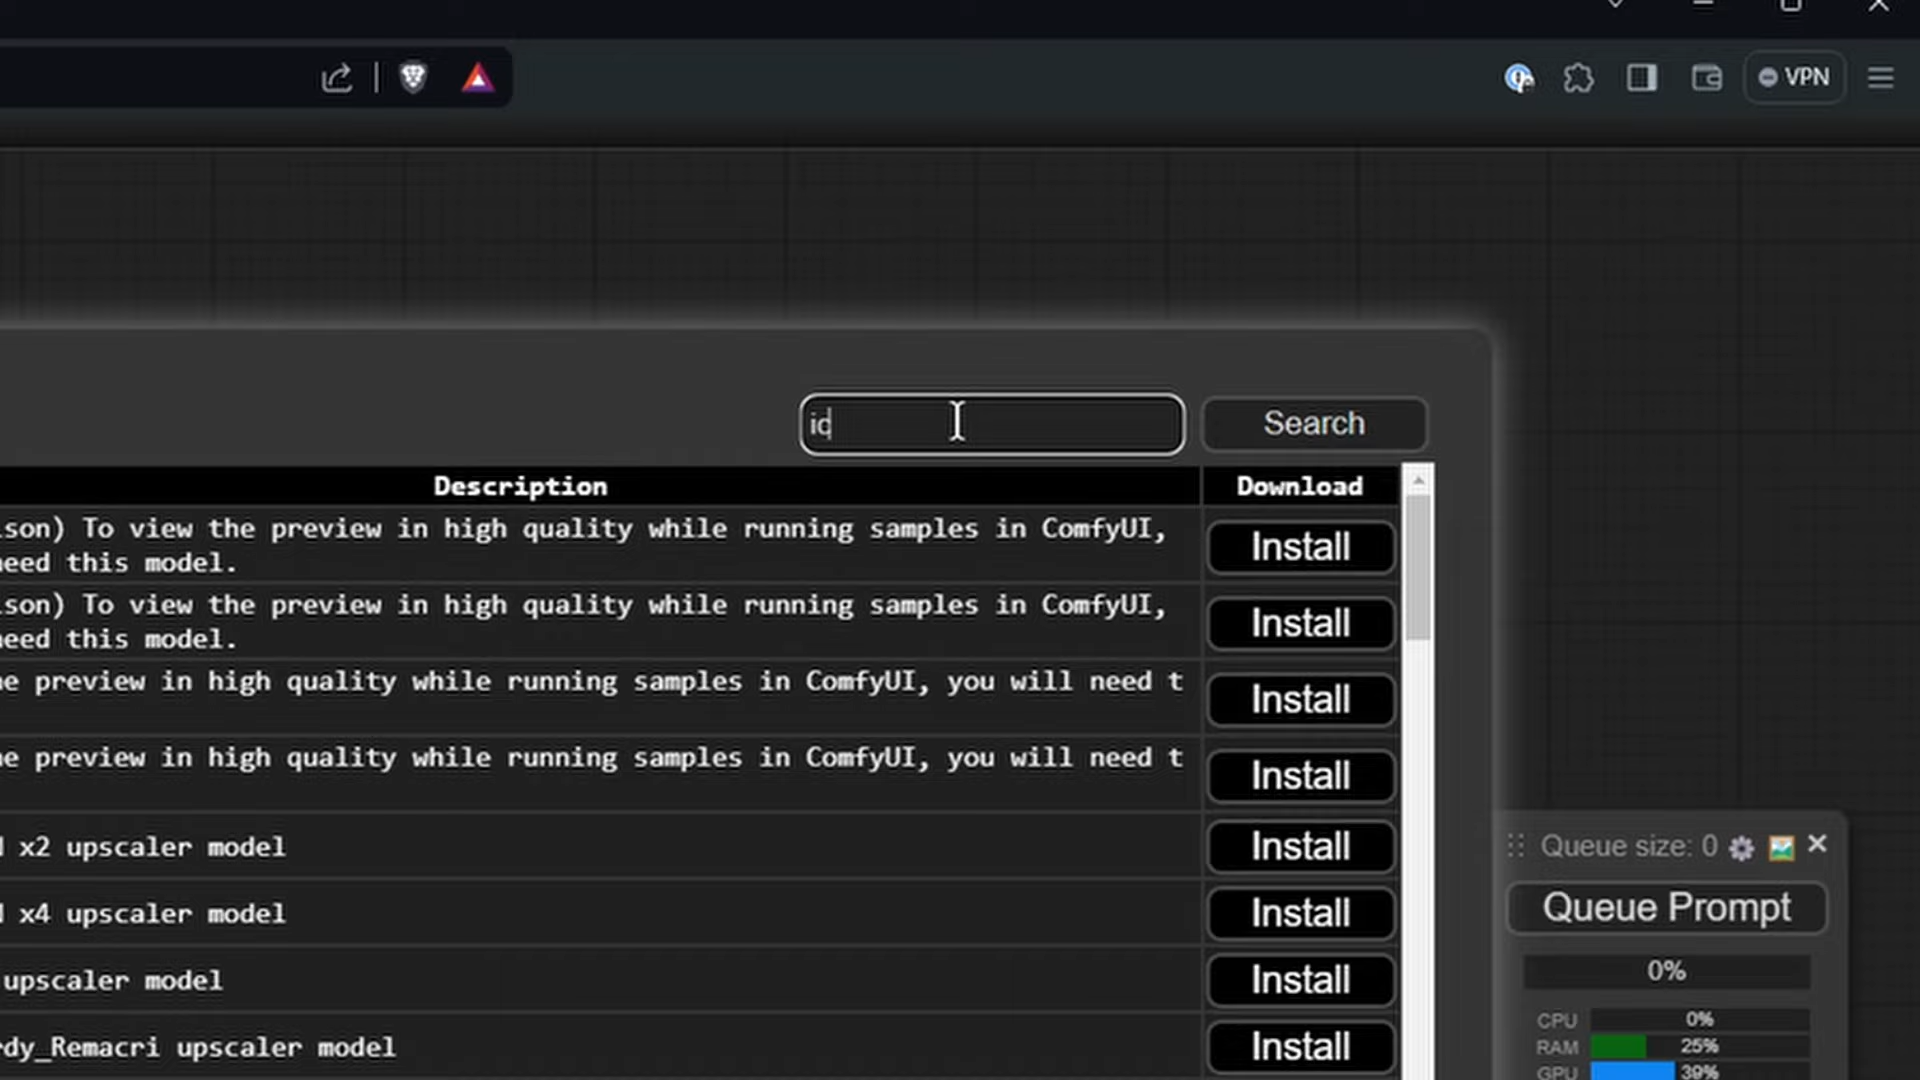 VPN
ic
Search
Description
Download
son) To view the preview in high quality while running samples in ComfyUI,
need this model.
Install
son) To view the preview in high quality while running samples in ComfyUI,
need this model.
Install
e preview in high quality while running samples in ComfyUI, you will need t
Install
e preview in high quality while running samples in ComfyUI, you will need t
Install
x2 upscaler model
Install
Queue size: 0
x4 upscaler model
Install
Queue Prompt
upscaler model
Install
0%
CPU 0%
rdy_Remacri upscaler model
Install
RAM 25%
GPU 39%